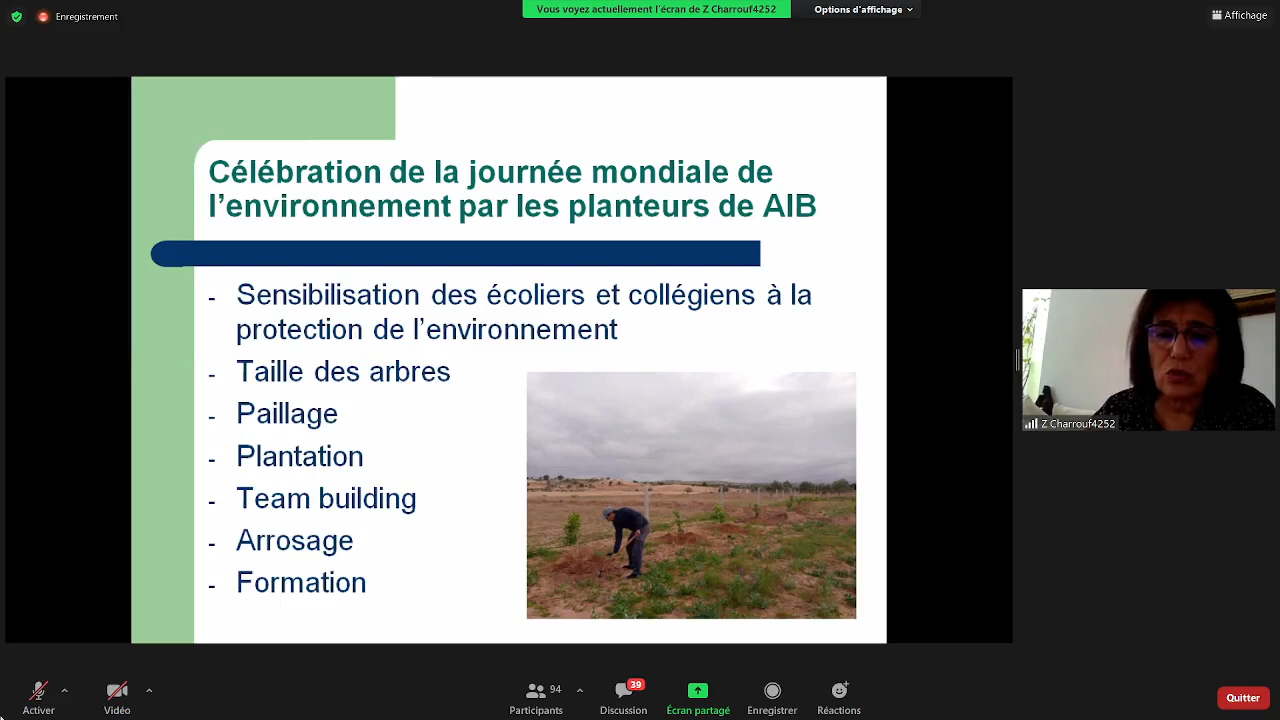 Enregistrement
Vous voyez actuellement l'écran de Z Charrouf4252
Options d'affichage
Affichage
Célébration de la journée mondiale de
l'environnement par les planteurs de AIB
- Sensibilisation des écoliers et collégiens à la
protection de l'environnement
- Taille des arbres
- Paillage
- Plantation
- Team building
- Arrosage
- Formation
Z Charrouf4252
Activer
Vidéo
94
Participants
39
Discussion
Écran partagé
Enregistrer
Réactions
Quitter